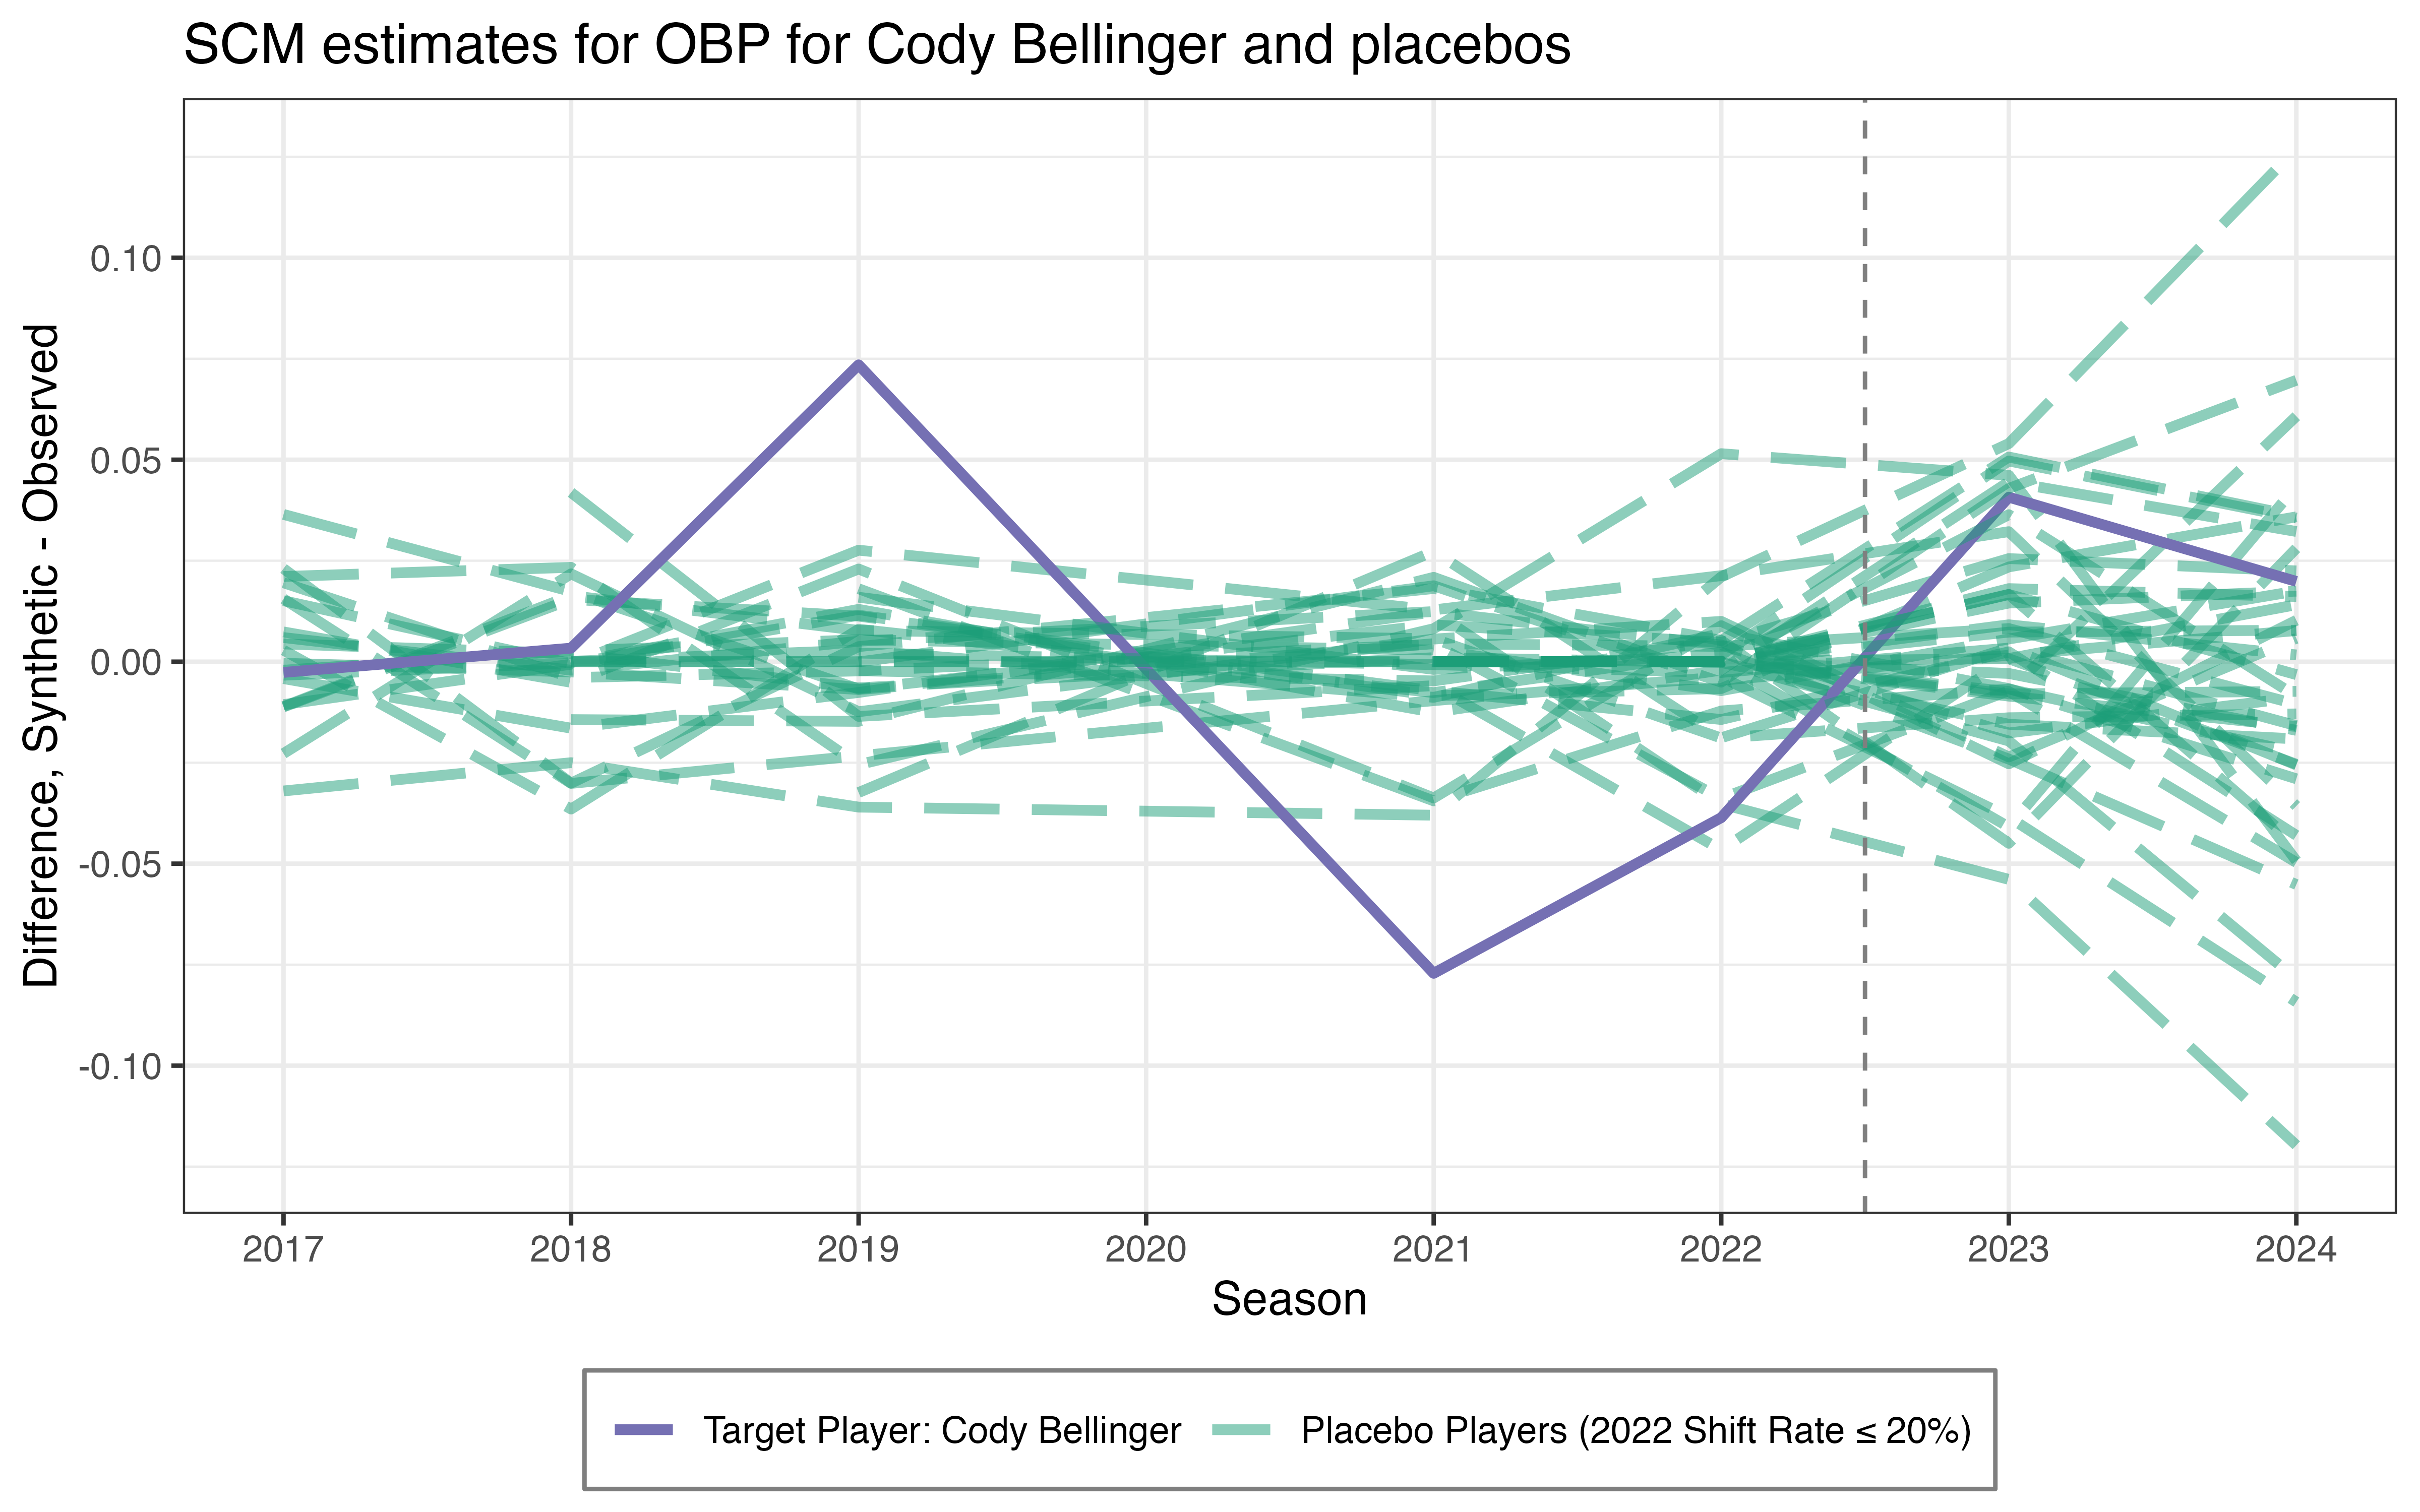 SCM estimates for OBP for Cody Bellinger and placebos
Difference, Synthetic - Observed
0.10
0.05
0.00
-0.05
-0.10
2017 2018 2019 2020 2021 2022 2023 2024
Season
Target Player: Cody Bellinger Placebo Players (2022 Shift Rate ≤ 20%)